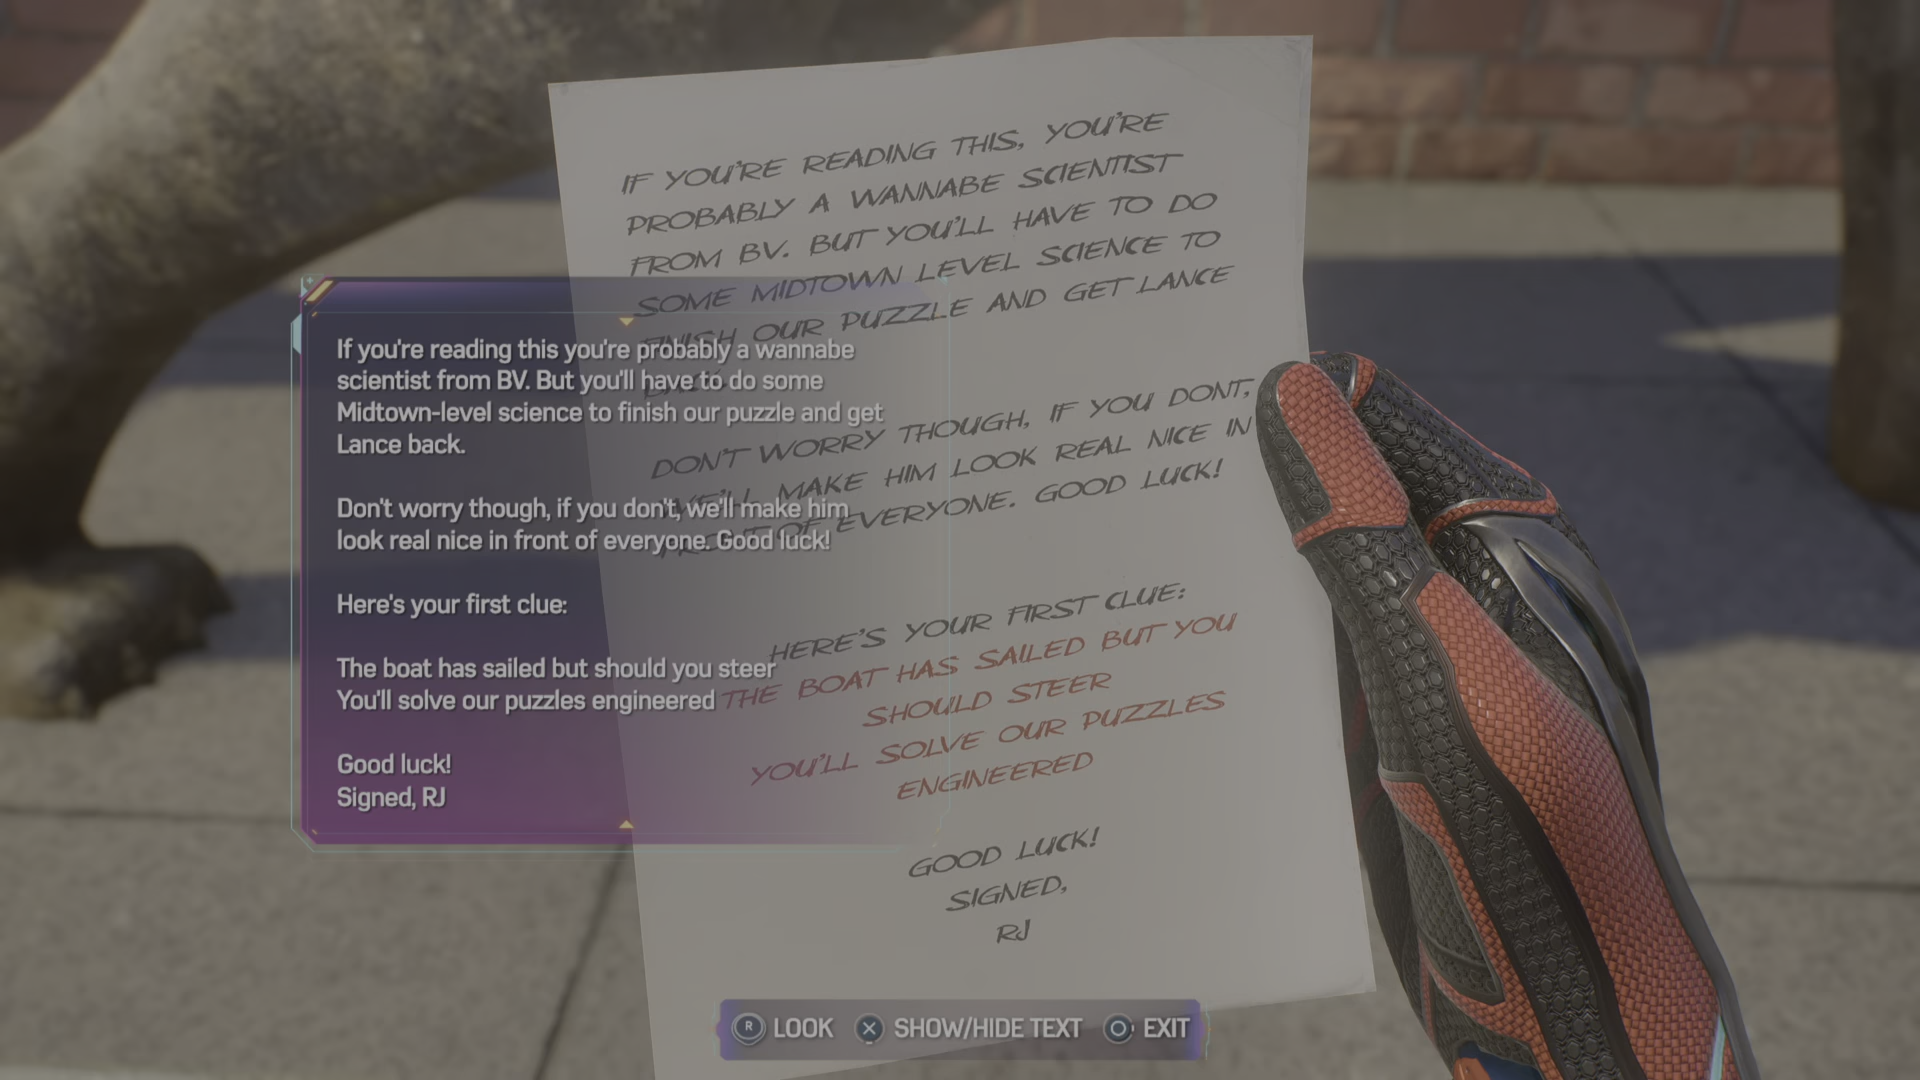 IF YOU'RE READING THIS, YOU'RE
PROBABLY A WANNABE SCIENTIST
FROM BV. BUT YOU'LL HAVE TO DO
SOME MIDTOWN LEVEL SCIENCE TO
FINISH OUR PUZZLE AND GET LANCE
BACK.
DON'T WORRY THOUGH, IF YOU DONT,
WE'LL MAKE HIM LOOK REAL NICE IN
FRONT OF EVERYONE. GOOD LUCK!
HERE'S YOUR FIRST CLUE:
THE BOAT HAS SAILED BUT YOU
SHOULD STEER
YOU'LL SOLVE OUR PUZZLES
ENGINEERED
GOOD LUCK!
SIGNED,
RJ
If you're reading this you're probably a wannabe
scientist from BV. But you'll have to do some
Midtown-level science to finish our puzzle and get
Lance back.
Don't worry though, if you don't, we'll make him
look real nice in front of everyone. Good luck!
Here's your first clue:
The boat has sailed but should you steer
You'll solve our puzzles engineered
Good luck!
Signed, RJ
R LOOK SHOW/HIDE TEXT EXIT